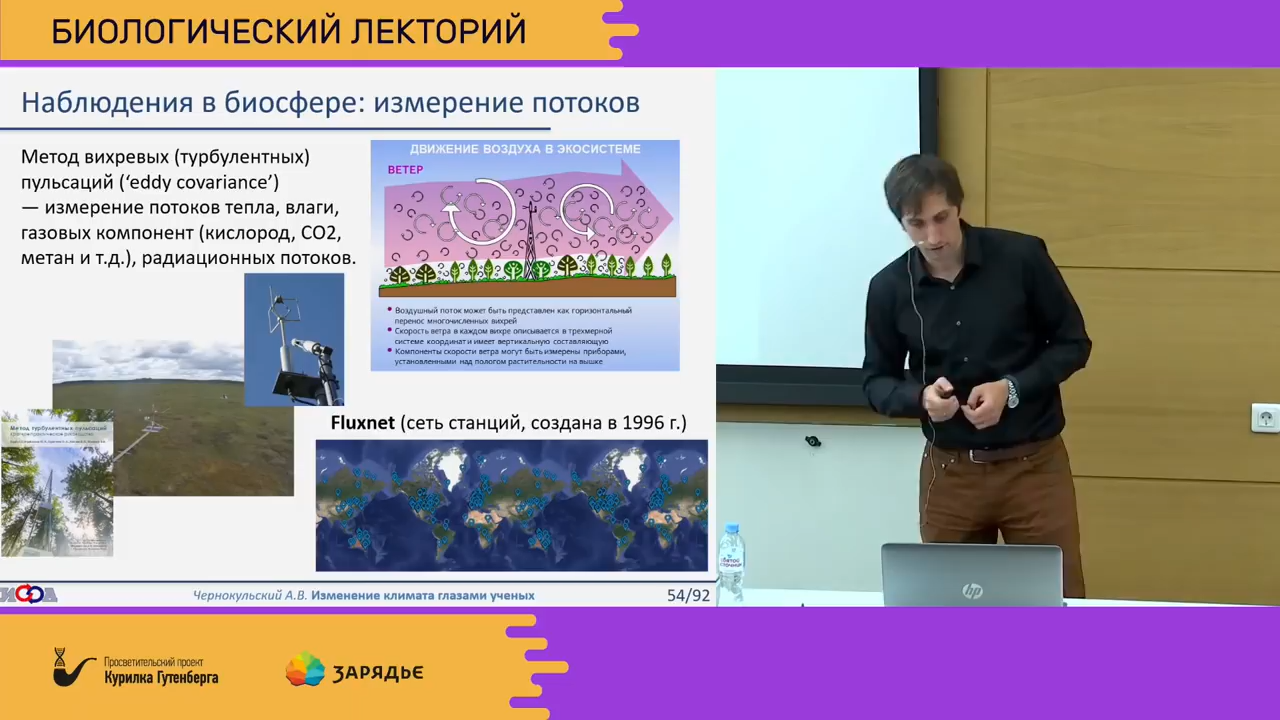 БИОЛОГИЧЕСКИЙ ЛЕКТОРИЙ
Наблюдения в биосфере: измерение потоков
Метод вихревых (турбулентных)
пульсаций (‘eddy covariance’)
— измерение потоков тепла, влаги,
газовых компонент (кислород, CO2,
метан и т.д.), радиационных потоков.
ДВИЖЕНИЕ ВОЗДУХА В ЭКОСИСТЕМЕ
ВЕТЕР
• Воздушный поток может быть представлен как горизонтальный
перенос многочисленных вихрей
• Скорость ветра в каждом вихре описывается в трехмерной
системе координат и имеет вертикальную составляющую
• Компоненты скорости ветра могут быть измерены приборами,
установленными над пологом растительности на вышке
Метод турбулентных пульсаций
Fluxnet (сеть станций, создана в 1996 г.)
ИФА
Чернокульский А.В. Изменение климата глазами ученых
54/92
hp
Просветительский проект
Курилка Гутенберга
ЗАРЯДЬЕ